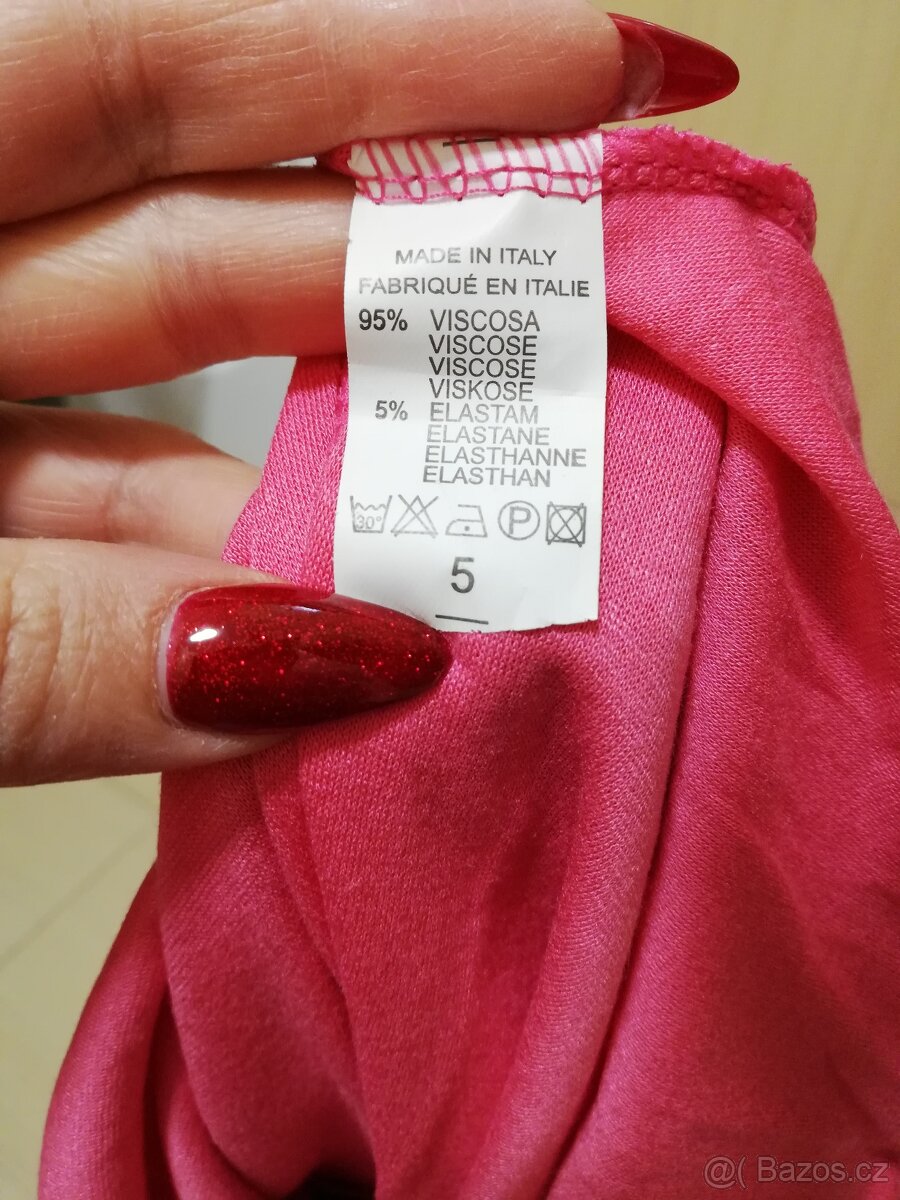 MADE IN ITALY
FABRIQUÉ EN ITALIE
95% VISCOSA
VISCOSE
VISCOSE
VISKOSE
5% ELASTAM
ELASTANE
ELASTHANNE
ELASTHAN
30° P
5
@( Bazos.cz